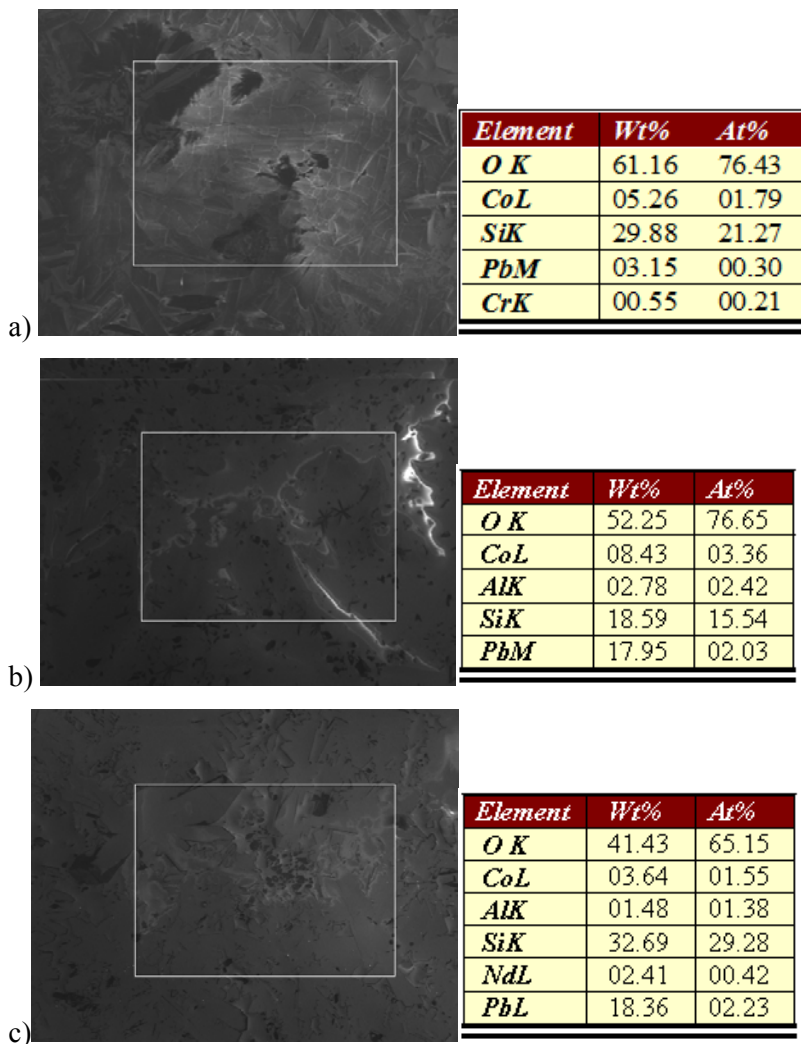 Element Wt% At%
O K 61.16 76.43
CoL 05.26 01.79
SiK 29.88 21.27
PbM 03.15 00.30
CrK 00.55 00.21
a)
Element Wt% At%
O K 52.25 76.65
CoL 08.43 03.36
AlK 02.78 02.42
SiK 18.59 15.54
PbM 17.95 02.03
b)
Element Wt% At%
O K 41.43 65.15
CoL 03.64 01.55
AlK 01.48 01.38
SiK 32.69 29.28
NdL 02.41 00.42
PbL 18.36 02.23
c)